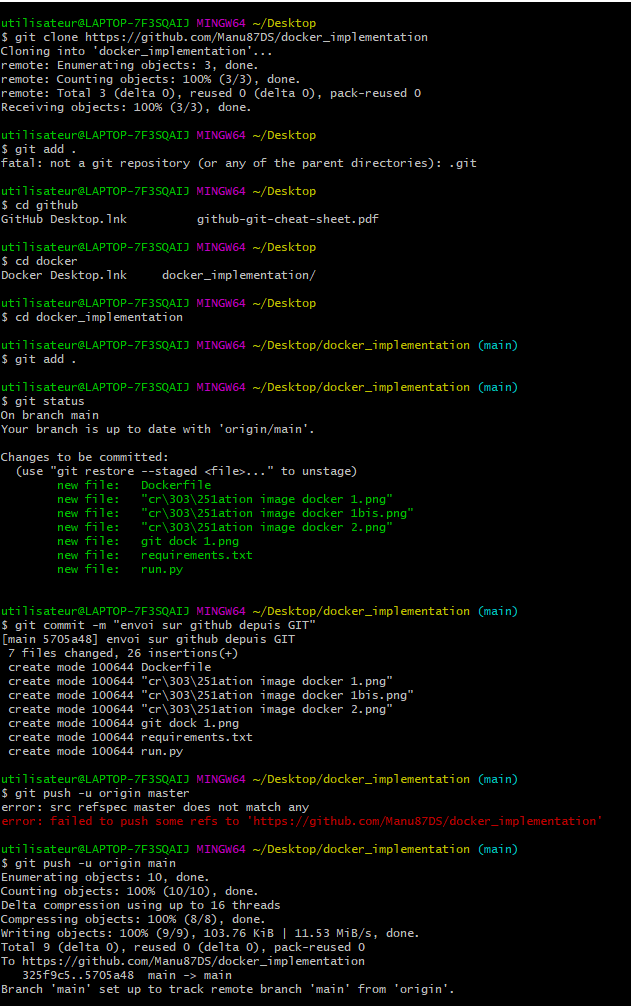 utilisateur@LAPTOP-7F3SQAIJ MINGW64 ~/Desktop
$ git clone https://github.com/Manu87DS/docker_implementation
Cloning into 'docker_implementation'...
remote: Enumerating objects: 3, done.
remote: Counting objects: 100% (3/3), done.
remote: Total 3 (delta 0), reused 0 (delta 0), pack-reused 0
Receiving objects: 100% (3/3), done.
utilisateur@LAPTOP-7F3SQAIJ MINGW64 ~/Desktop
$ git add .
fatal: not a git repository (or any of the parent directories): .git
utilisateur@LAPTOP-7F3SQAIJ MINGW64 ~/Desktop
$ cd github
GitHub Desktop.lnk          github-git-cheat-sheet.pdf
utilisateur@LAPTOP-7F3SQAIJ MINGW64 ~/Desktop
$ cd docker
Docker Desktop.lnk     docker_implementation/
utilisateur@LAPTOP-7F3SQAIJ MINGW64 ~/Desktop
$ cd docker_implementation
utilisateur@LAPTOP-7F3SQAIJ MINGW64 ~/Desktop/docker_implementation (main)
$ git add .
utilisateur@LAPTOP-7F3SQAIJ MINGW64 ~/Desktop/docker_implementation (main)
$ git status
On branch main
Your branch is up to date with 'origin/main'.
Changes to be committed:
  (use "git restore --staged <file>..." to unstage)
        new file:   Dockerfile
        new file:   "cr\303\251ation image docker 1.png"
        new file:   "cr\303\251ation image docker 1bis.png"
        new file:   "cr\303\251ation image docker 2.png"
        new file:   git dock 1.png
        new file:   requirements.txt
        new file:   run.py
utilisateur@LAPTOP-7F3SQAIJ MINGW64 ~/Desktop/docker_implementation (main)
$ git commit -m "envoi sur github depuis GIT"
[main 5705a48] envoi sur github depuis GIT
 7 files changed, 26 insertions(+)
 create mode 100644 Dockerfile
 create mode 100644 "cr\303\251ation image docker 1.png"
 create mode 100644 "cr\303\251ation image docker 1bis.png"
 create mode 100644 "cr\303\251ation image docker 2.png"
 create mode 100644 git dock 1.png
 create mode 100644 requirements.txt
 create mode 100644 run.py
utilisateur@LAPTOP-7F3SQAIJ MINGW64 ~/Desktop/docker_implementation (main)
$ git push -u origin master
error: src refspec master does not match any
error: failed to push some refs to 'https://github.com/Manu87DS/docker_implementation'
utilisateur@LAPTOP-7F3SQAIJ MINGW64 ~/Desktop/docker_implementation (main)
$ git push -u origin main
Enumerating objects: 10, done.
Counting objects: 100% (10/10), done.
Delta compression using up to 16 threads
Compressing objects: 100% (8/8), done.
Writing objects: 100% (9/9), 103.76 KiB | 11.53 MiB/s, done.
Total 9 (delta 0), reused 0 (delta 0), pack-reused 0
To https://github.com/Manu87DS/docker_implementation
   325f9c5..5705a48  main -> main
Branch 'main' set up to track remote branch 'main' from 'origin'.